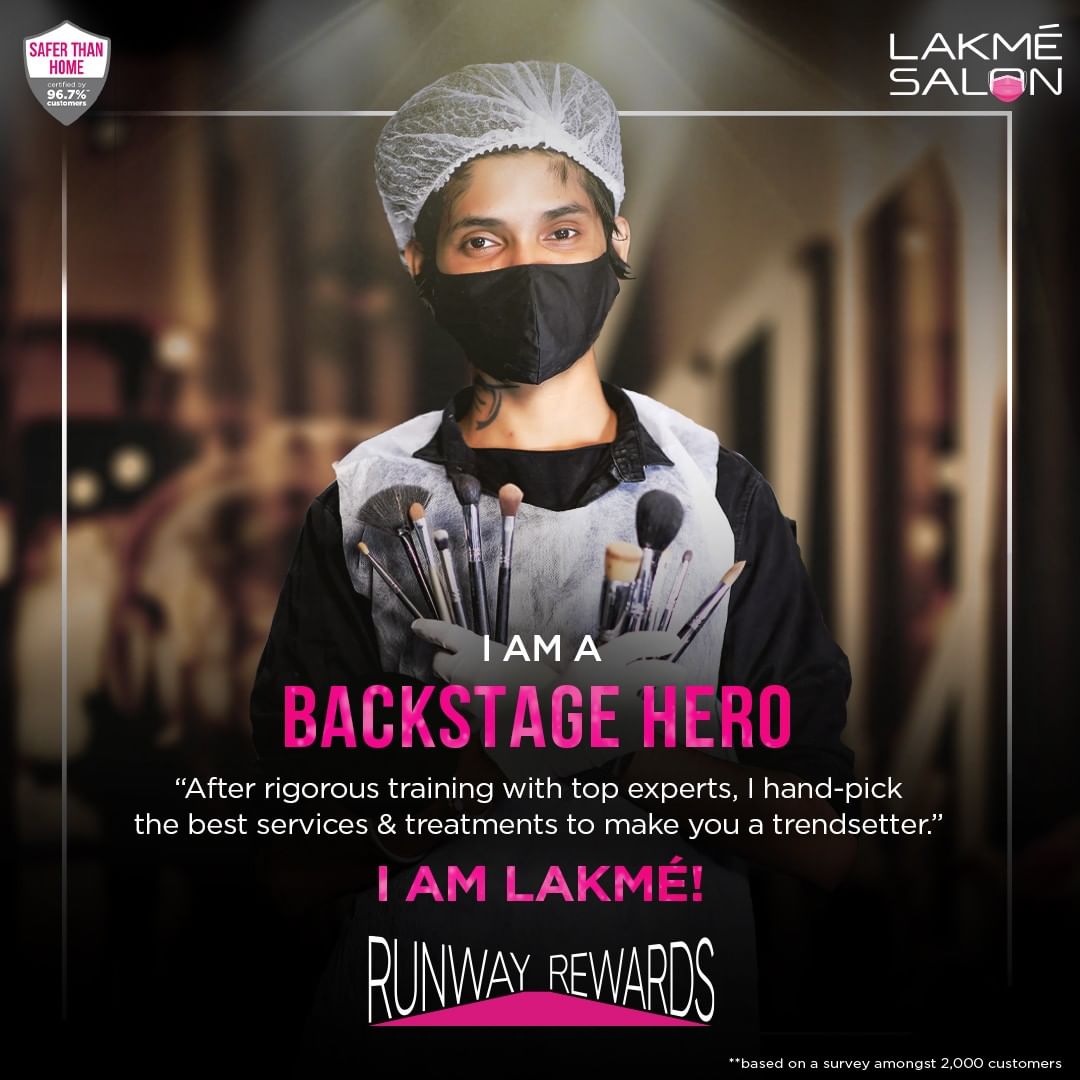 SAFER THAN
HOME
certified by
96.7%**
customers
LAKMÉ
SALON
I AM A
BACKSTAGE HERO
“After rigorous training with top experts, I hand-pick
the best services & treatments to make you a trendsetter.”
I AM LAKMÉ!
RUNWAY REWARDS
**based on a survey amongst 2,000 customers